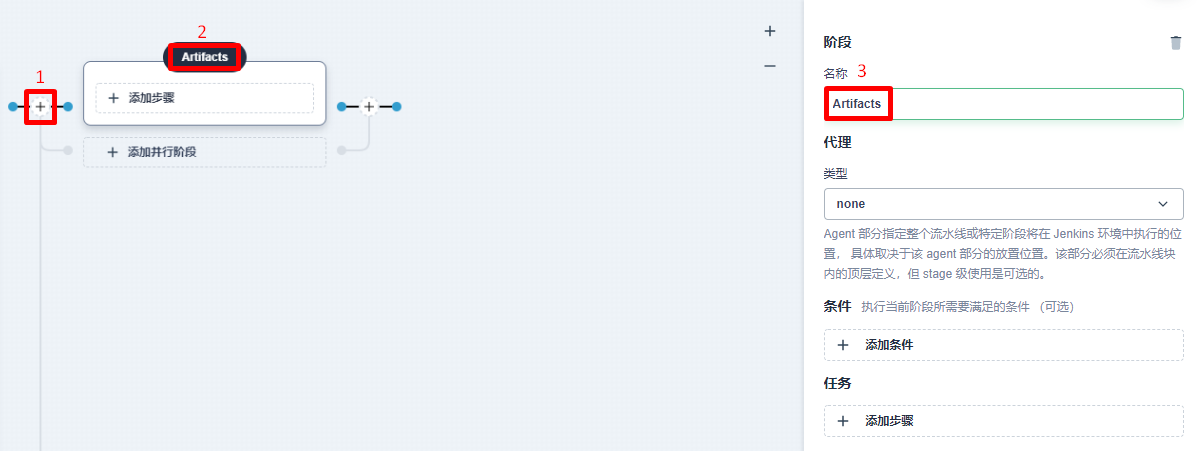 1
2
Artifacts
添加步骤
添加并行阶段
阶段
名称 3
Artifacts
代理
类型
none
Agent 部分指定整个流水线或特定阶段将在 Jenkins 环境中执行的位
置， 具体取决于该 agent 部分的放置位置。该部分必须在流水线块
内的顶层定义，但 stage 级使用是可选的。
条件 执行当前阶段所需要满足的条件 （可选）
添加条件
任务
添加步骤